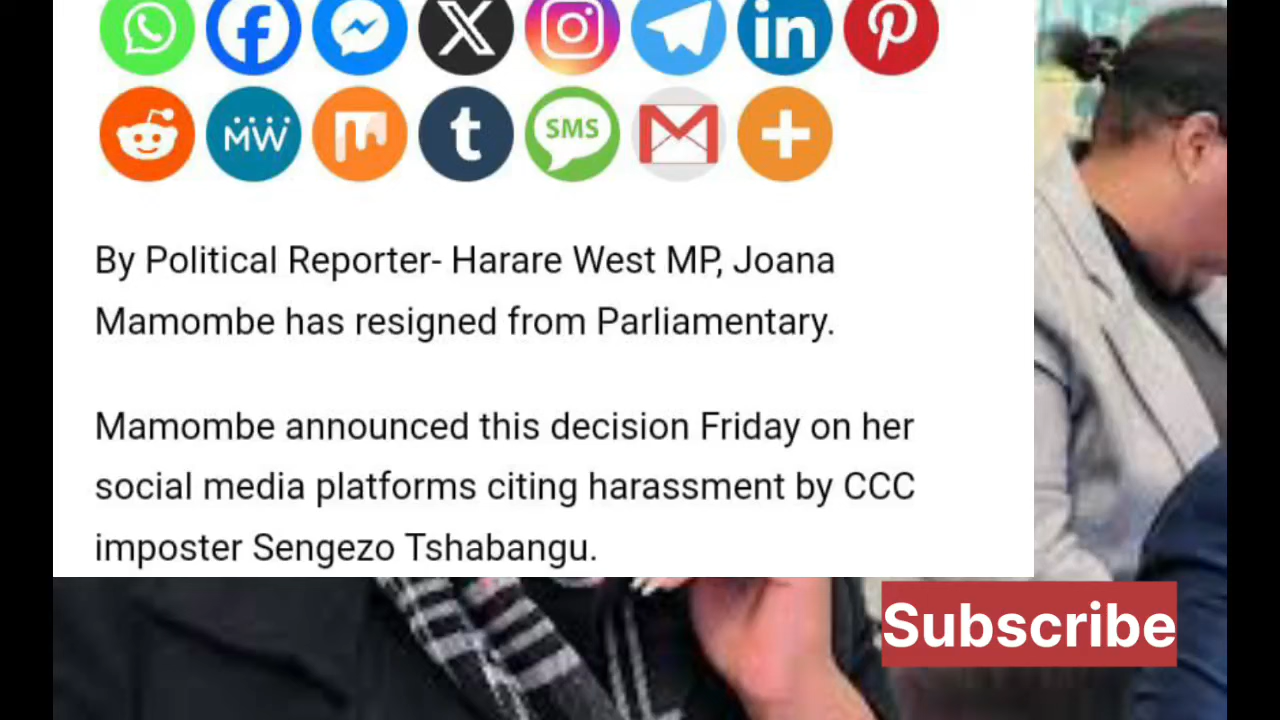 MW
SMS
By Political Reporter- Harare West MP, Joana
Mamombe has resigned from Parliamentary.
Mamombe announced this decision Friday on her
social media platforms citing harassment by CCC
imposter Sengezo Tshabangu.
Subscribe